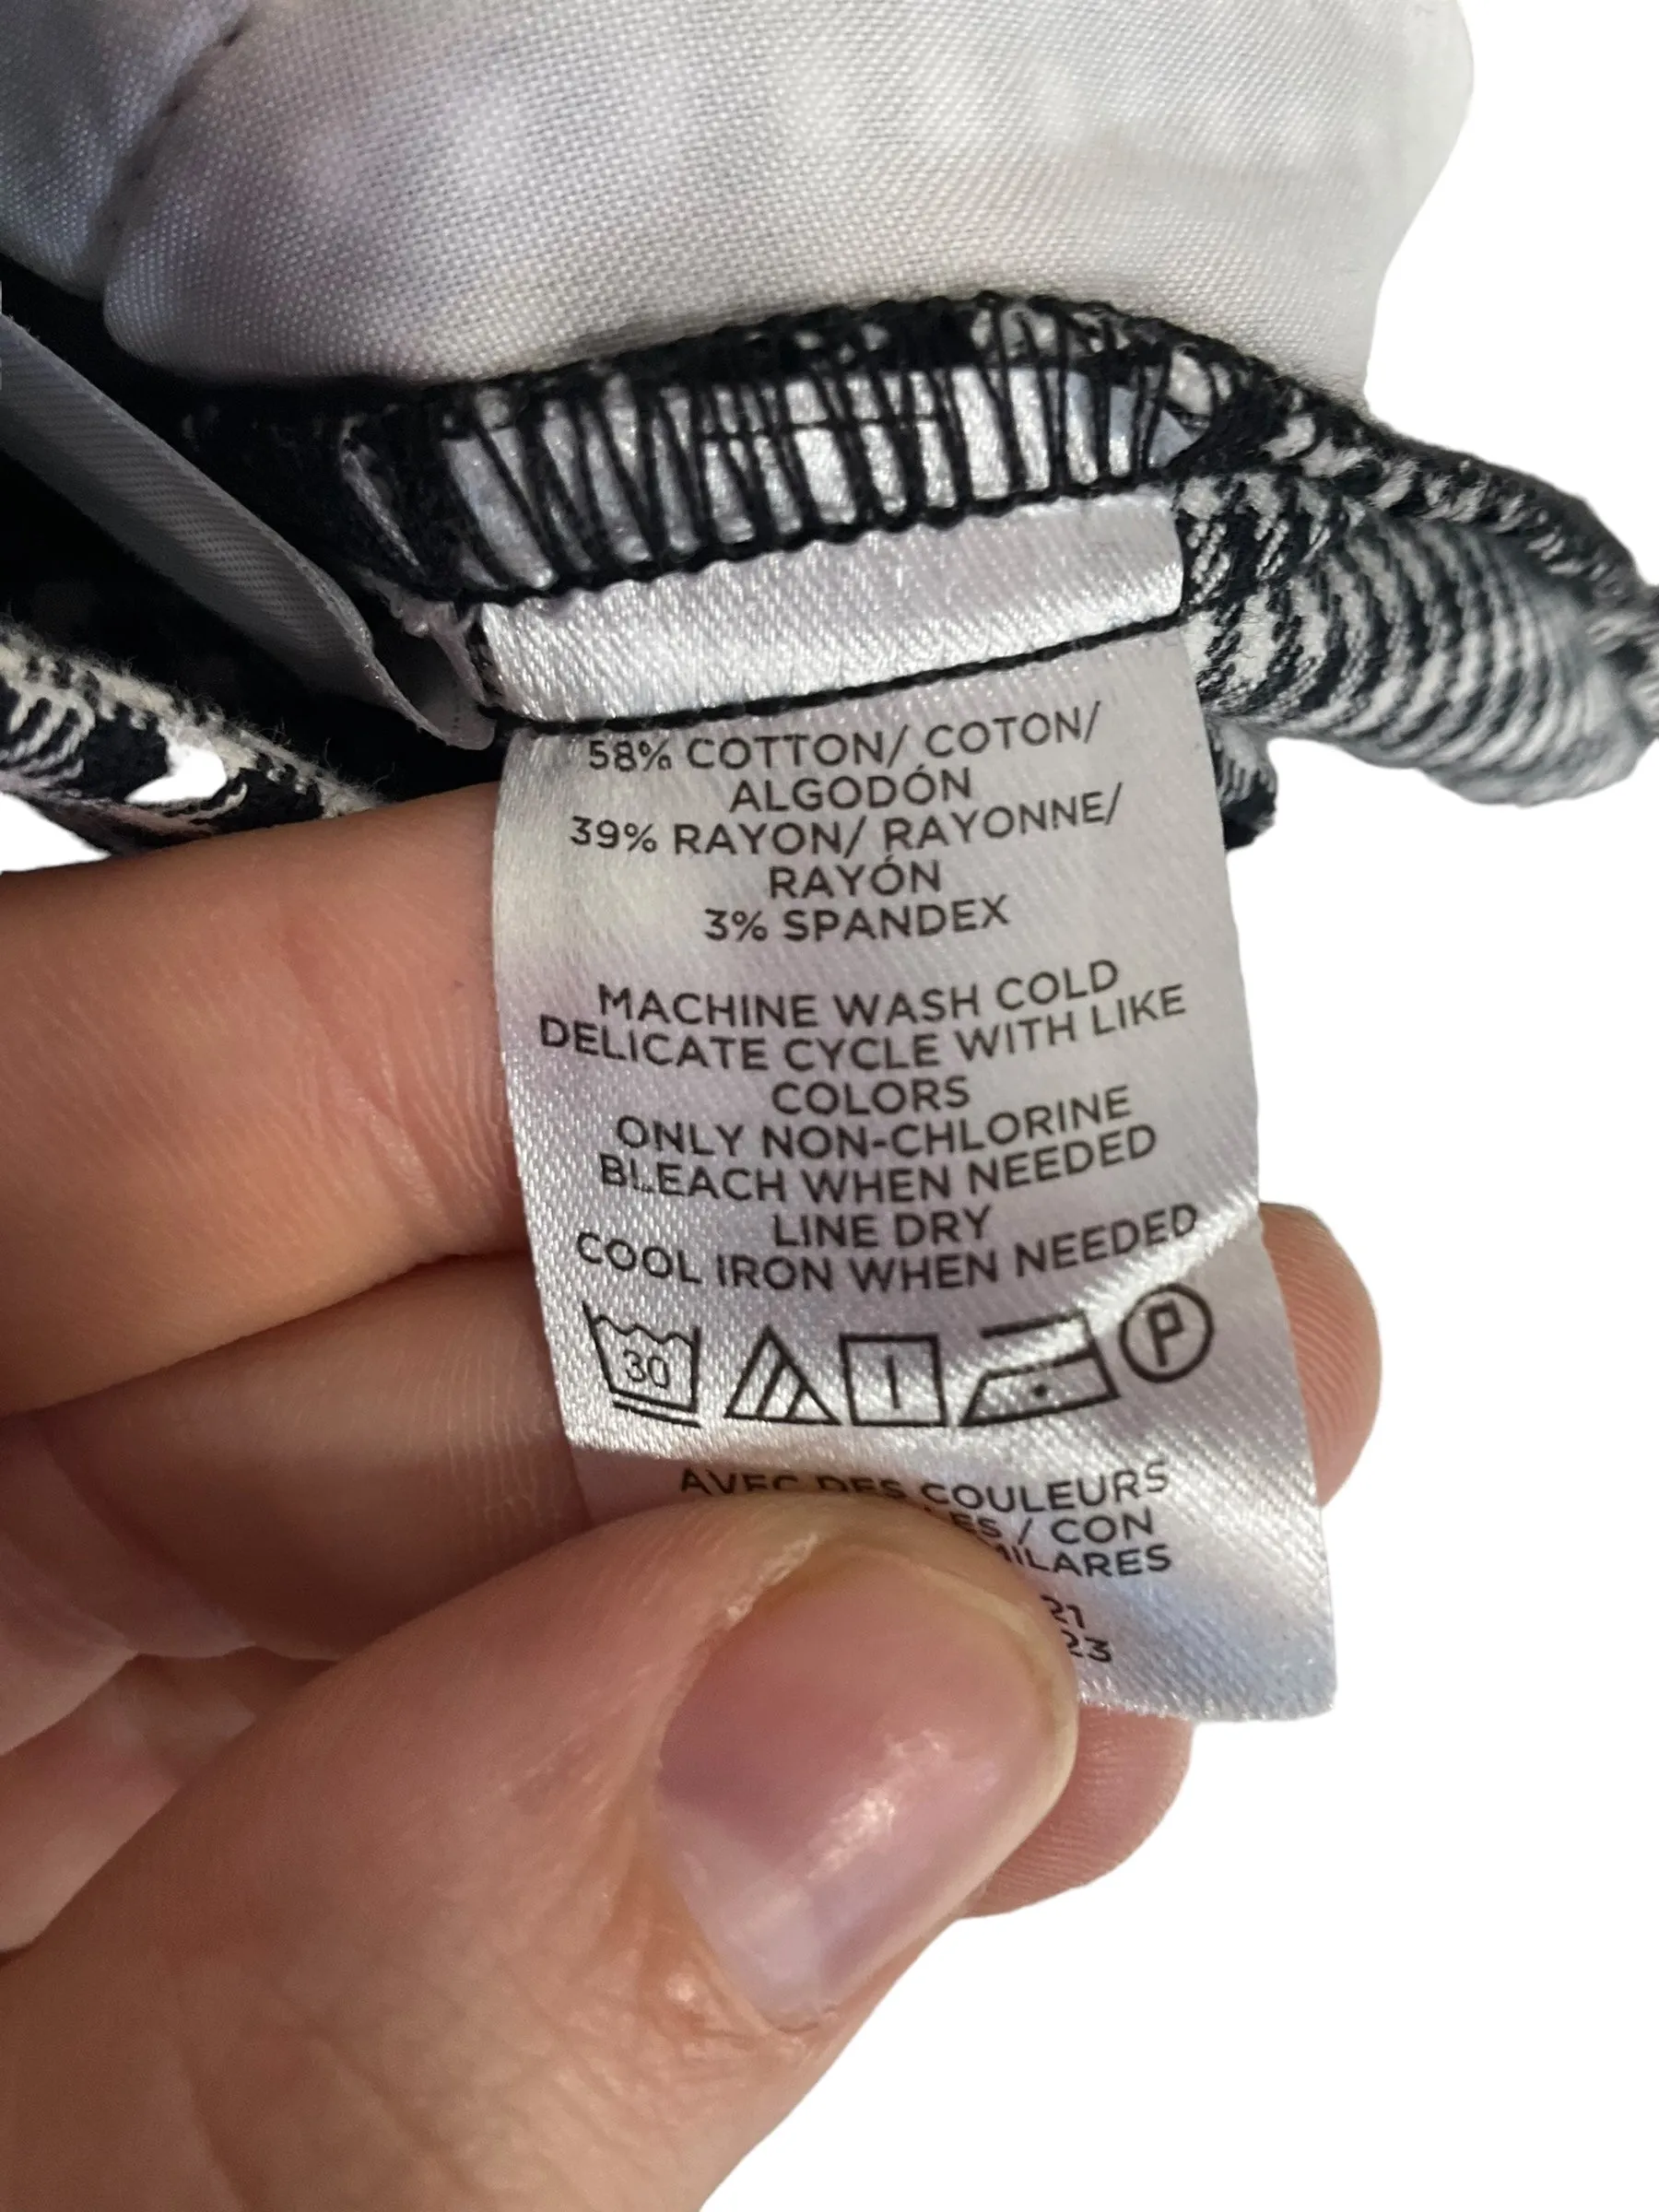 58% COTTON/ COTON/
ALGODÓN
39% RAYON/ RAYONNE/
RAYÓN
3% SPANDEX
MACHINE WASH COLD
DELICATE CYCLE WITH LIKE
COLORS
ONLY NON-CHLORINE
BLEACH WHEN NEEDED
LINE DRY
COOL IRON WHEN NEEDED
30 P
AVEC DES COULEURS
/ CON